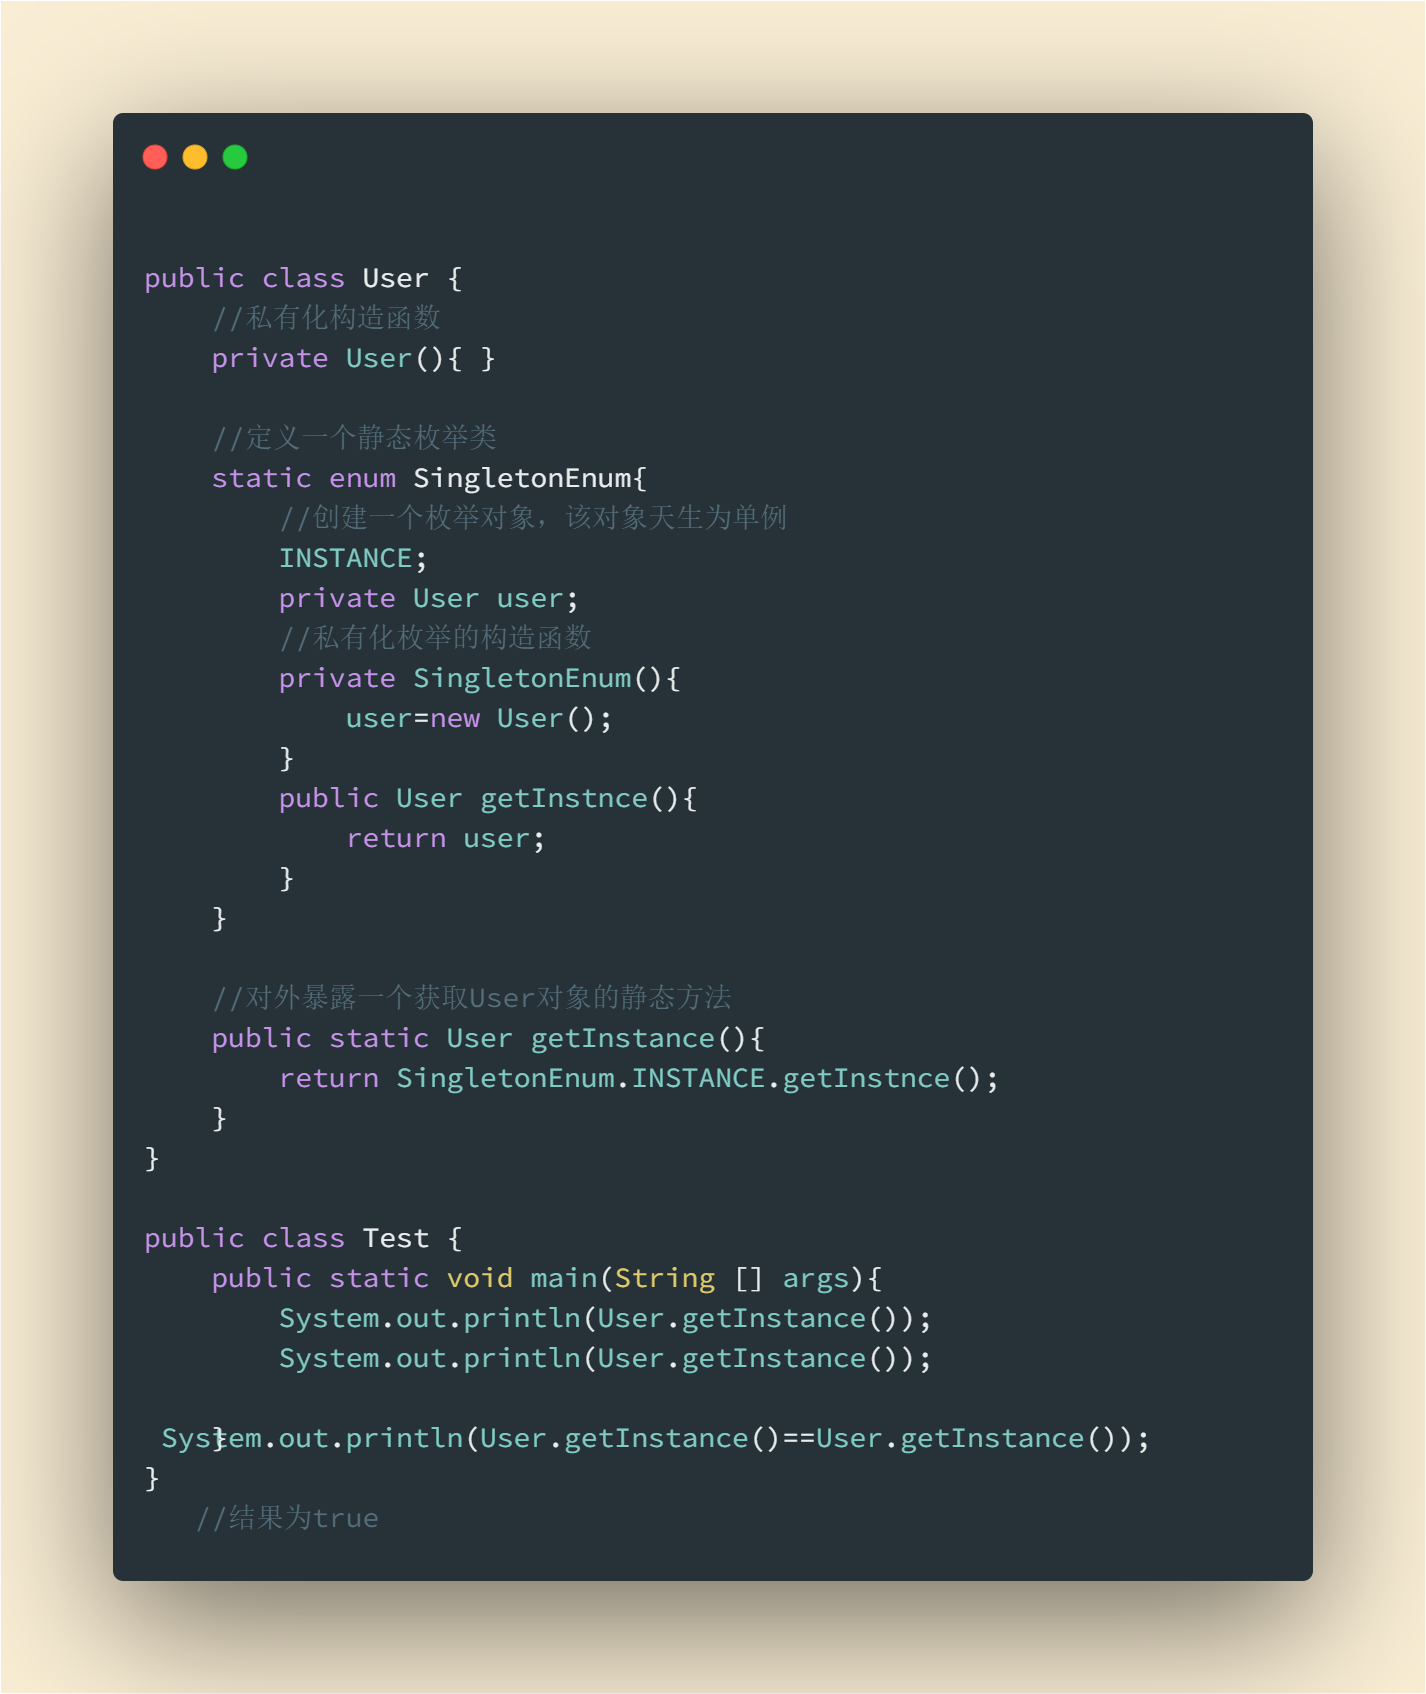 public class User {
    //私有化构造函数
    private User(){ }
    //定义一个静态枚举类
    static enum SingletonEnum{
        //创建一个枚举对象，该对象天生为单例
        INSTANCE;
        private User user;
        //私有化枚举的构造函数
        private SingletonEnum(){
            user=new User();
        }
        public User getInstnce(){
            return user;
        }
    }
    //对外暴露一个获取User对象的静态方法
    public static User getInstance(){
        return SingletonEnum.INSTANCE.getInstnce();
    }
}
public class Test {
    public static void main(String [] args){
        System.out.println(User.getInstance());
        System.out.println(User.getInstance());
 System.out.println(User.getInstance()==User.getInstance());
    }
}
   //结果为true